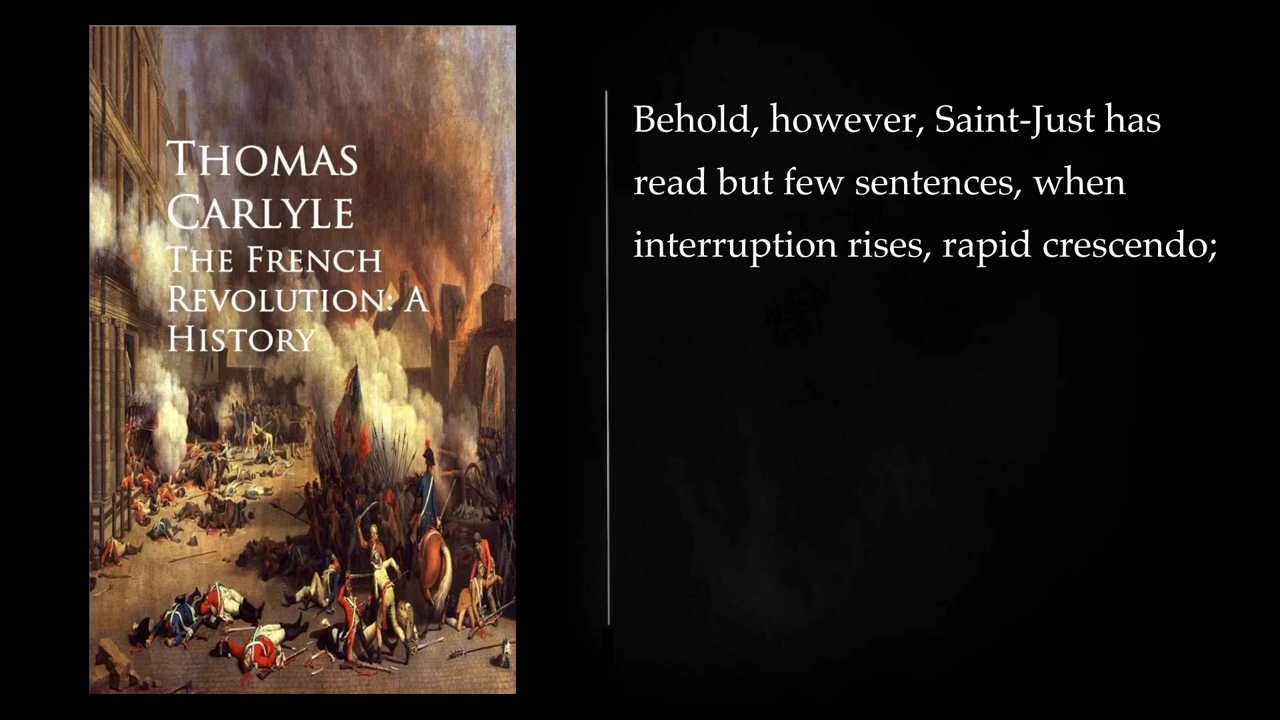 THOMAS
CARLYLE
THE FRENCH
REVOLUTION: A
HISTORY
Behold, however, Saint-Just has
read but few sentences, when
interruption rises, rapid crescendo;